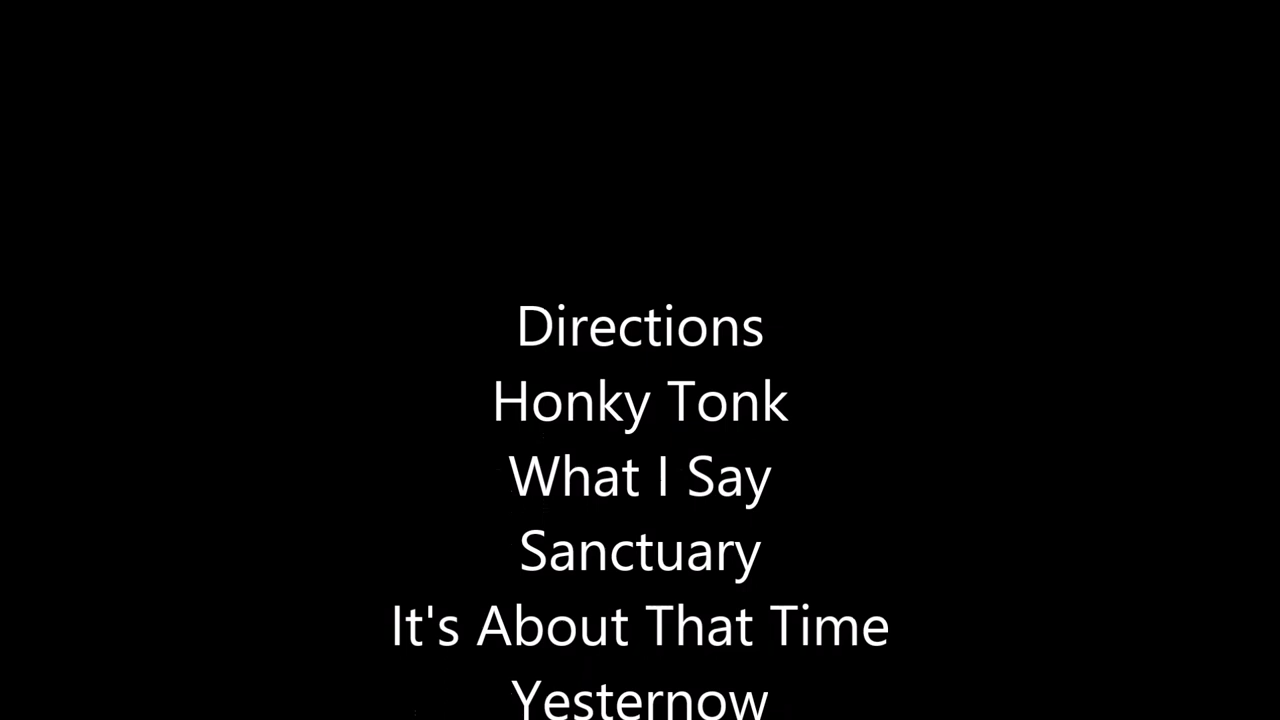 Directions
Honky Tonk
What I Say
Sanctuary
It's About That Time
Yesternow